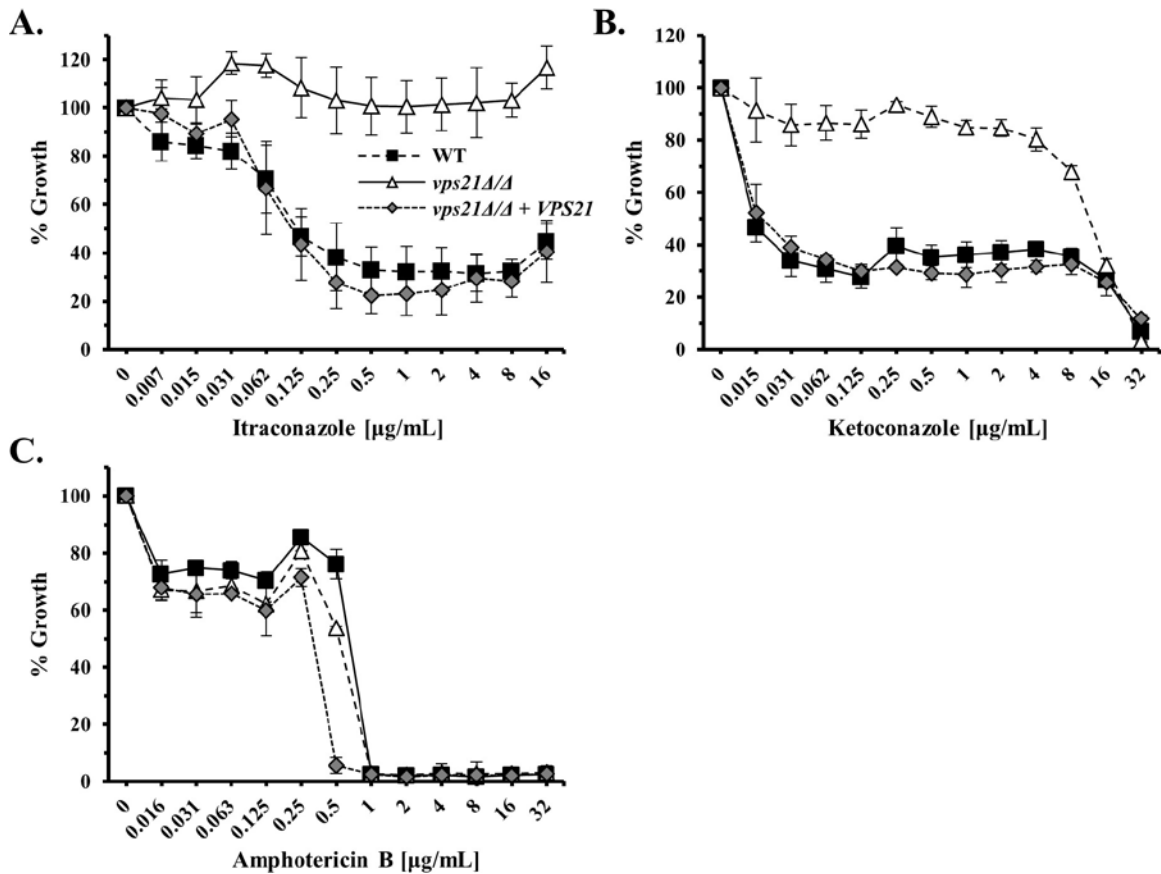 A.
120
100
80
60
40
20
0
% Growth
WT
vps21Δ/Δ
vps21Δ/Δ + VPS21
0 0.007 0.015 0.031 0.062 0.125 0.25 0.5 1 2 4 8 16
Itraconazole [µg/mL]
B.
120
100
80
60
40
20
0
% Growth
0 0.015 0.031 0.062 0.125 0.25 0.5 1 2 4 8 16 32
Ketoconazole [µg/mL]
C.
100
80
60
40
20
0
% Growth
0 0.016 0.031 0.063 0.125 0.25 0.5 1 2 4 8 16 32
Amphotericin B [µg/mL]